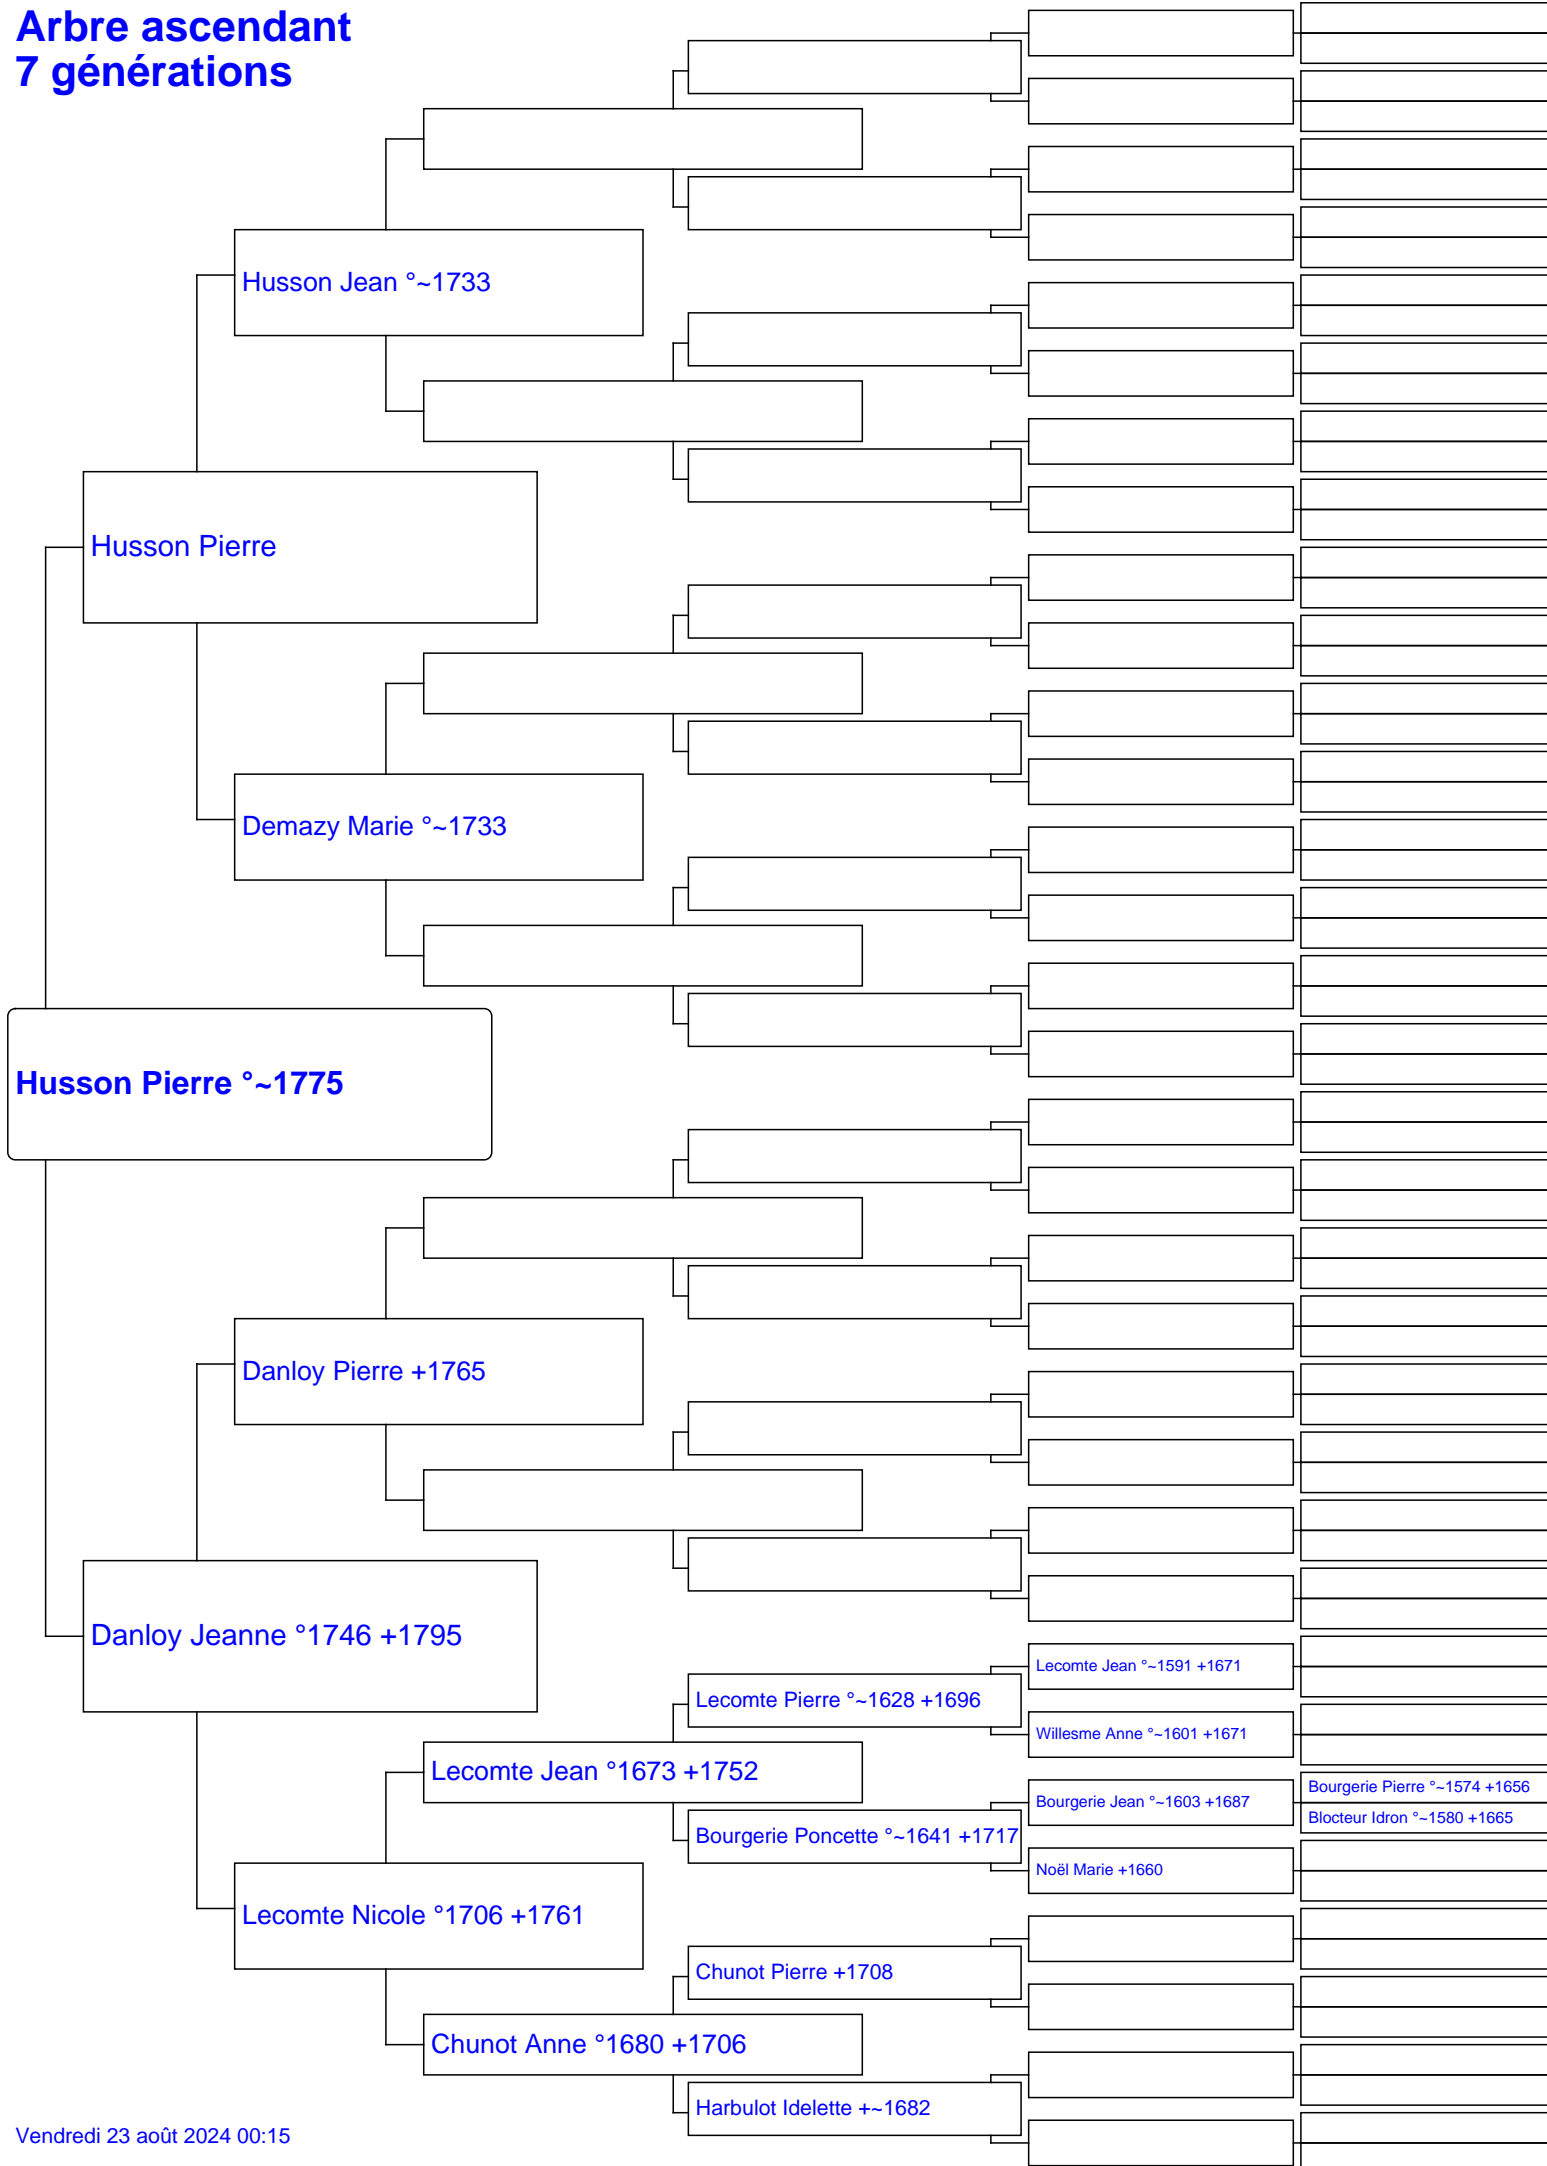 Arbre ascendant
7 générations
Husson Jean °~1733
Husson Pierre
Demazy Marie °~1733
Husson Pierre °~1775
Danloy Pierre +1765
Danloy Jeanne °1746 +1795
Lecomte Jean °~1591 +1671
Lecomte Pierre °~1628 +1696
Willesme Anne °~1601 +1671
Lecomte Jean °1673 +1752
Bourgerie Pierre °~1574 +1656
Bourgerie Jean °~1603 +1687
Blocteur Idron °~1580 +1665
Bourgerie Poncette °~1641 +1717
Noël Marie +1660
Lecomte Nicole °1706 +1761
Chunot Pierre +1708
Chunot Anne °1680 +1706
Harbulot Idelette +~1682
Vendredi 23 août 2024 00:15